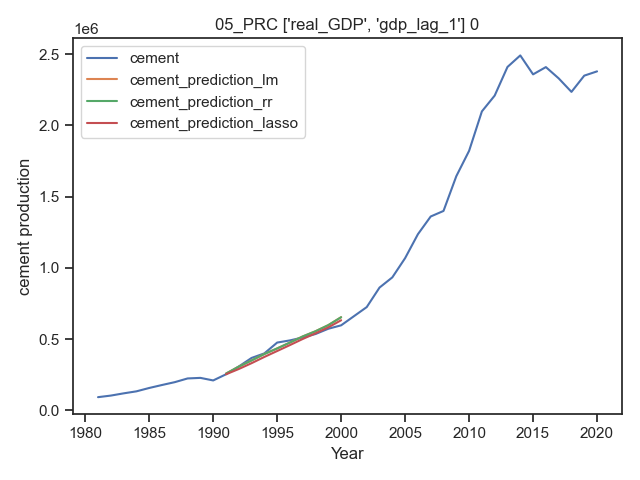 05_PRC ['real_GDP', 'gdp_lag_1'] 0
1e6
cement
cement_prediction_lm
cement_prediction_rr
cement_prediction_lasso
cement production
2.5
2.0
1.5
1.0
0.5
0.0
1980 1985 1990 1995 2000 2005 2010 2015 2020
Year